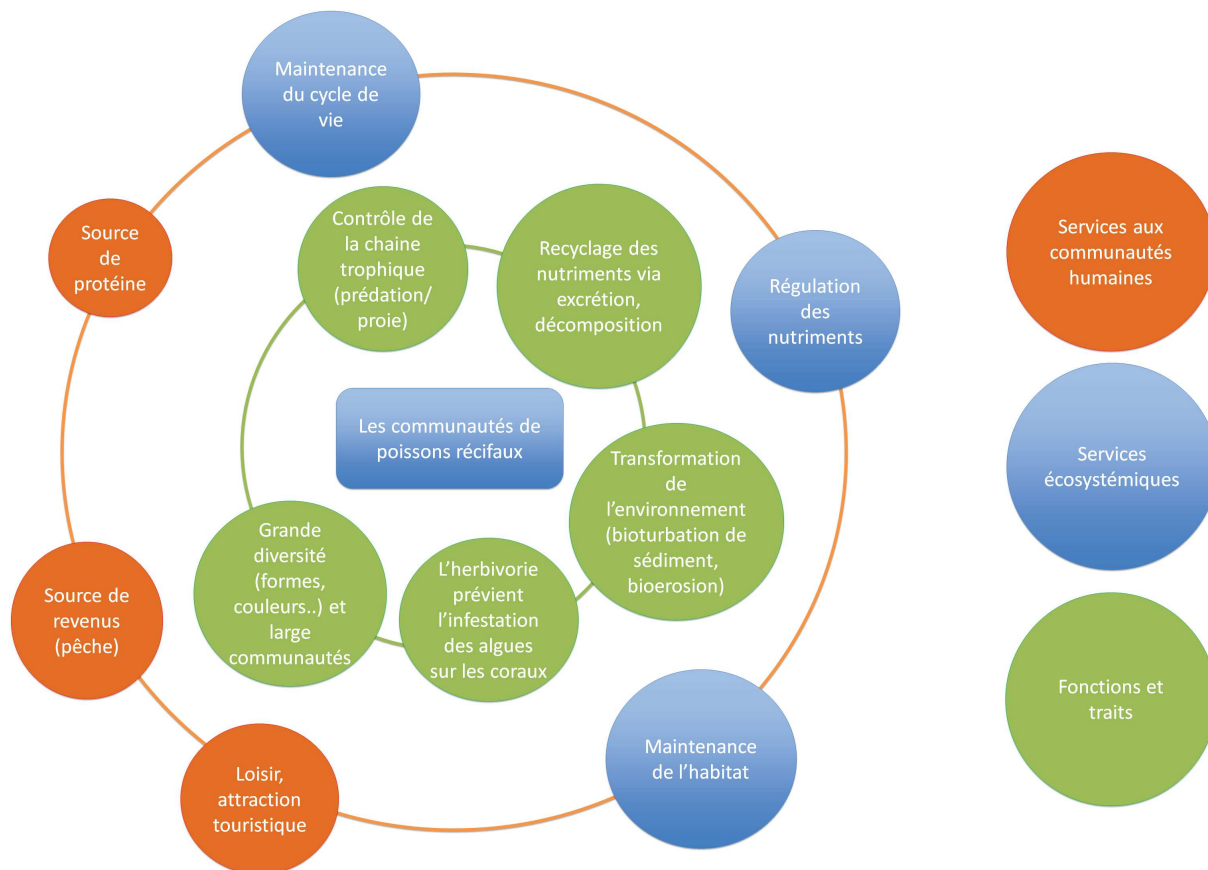 Maintenance
du cycle de
vie
Source
de
protéine
Contrôle de
la chaine
trophique
(prédation/
proie)
Recyclage des
nutriments via
excrétion,
décomposition
Régulation
des
nutriments
Les communautés de
poissons récifaux
Transformation
de
l'environnement
(bioturbation de
sédiment,
bioerosion)
Grande
diversité
(formes,
couleurs..) et
large
communautés
L'herbivorie
prévient
l'infestation
des algues
sur les coraux
Source de
revenus
(pêche)
Loisir,
attraction
touristique
Maintenance
de l'habitat
Services aux
communautés
humaines
Services
écosystémiques
Fonctions et
traits